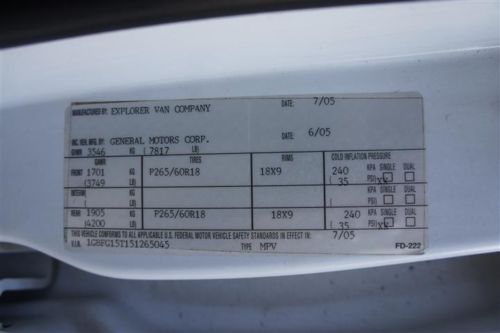 MANUFACTURED BY: EXPLORER VAN COMPANY DATE: 7/05
INC. VEH. MFG. BY: GENERAL MOTORS CORP. DATE: 6/05
GVWR 3546 KG ( 7817 LB)
GAWR TIRES RIMS COLD INFLATION PRESSURE
FRONT 1701 KG P265/60R18 18X9 240 KPA SINGLE DUAL
(3749 LB) ( 35 PSI) XX
INTERIM KG KPA SINGLE DUAL
( LB) ( PSI)
REAR 1905 KG P265/60R18 18X9 240 KPA SINGLE DUAL
(4200 LB) ( 35 PSI) XX
THIS VEHICLE CONFORMS TO ALL APPLICABLE U.S. FEDERAL MOTOR VEHICLE SAFETY STANDARDS IN EFFECT IN: 7/05
V.I.N. 1GBFG15T151265045 TYPE MPV FD-222